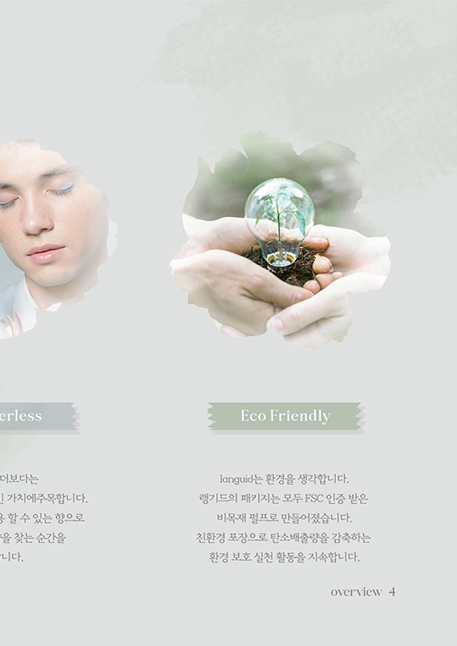 erless
더보다는
인 가치에주목합니다.
용 할 수 있는 향으로
을 찾는 순간을
니다.
Eco Friendly
languid는 환경을 생각합니다.
랭기드의 패키지는 모두 FSC 인증 받은
비목재 펄프로 만들어졌습니다.
친환경 포장으로 탄소배출량을 감축하는
환경 보호 실천 활동을 지속합니다.
overview 4